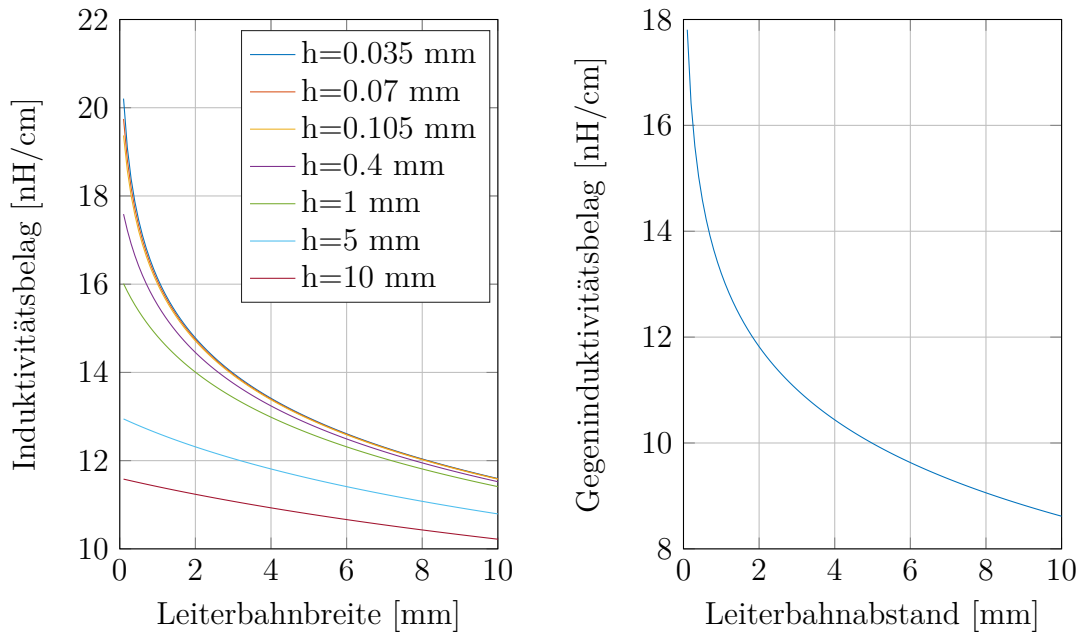 22
20
18
16
14
12
10
0
2
4
6
8
10
Induktivitätsbelag [nH/cm]
Leiterbahnbreite [mm]
h=0.035 mm
h=0.07 mm
h=0.105 mm
h=0.4 mm
h=1 mm
h=5 mm
h=10 mm
18
16
14
12
10
8
0
2
4
6
8
10
Gegeninduktivitätsbelag [nH/cm]
Leiterbahnabstand [mm]